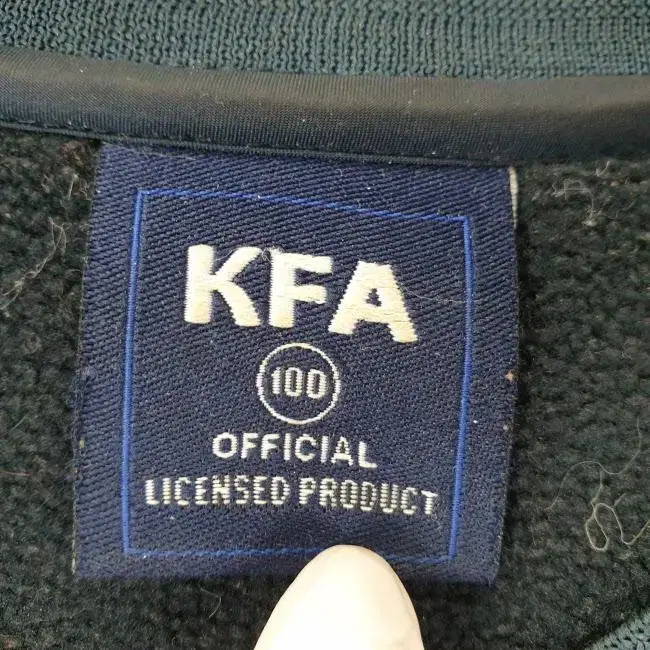 KFA
100
OFFICIAL
LICENSED PRODUCT